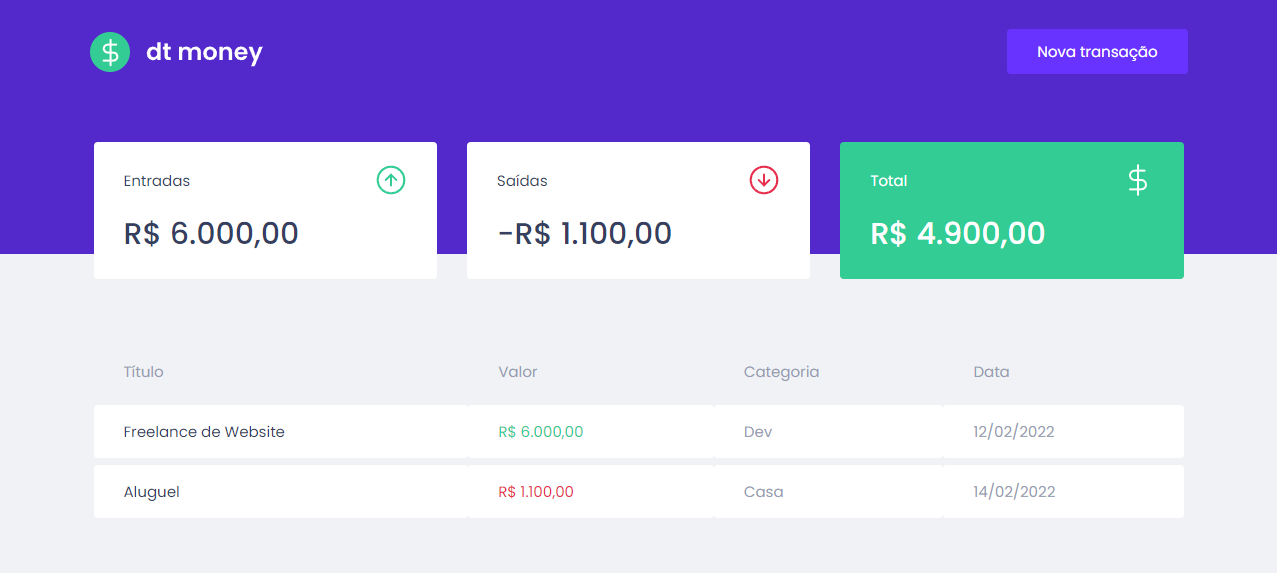 dt money
Nova transação
Entradas
R$ 6.000,00
Saídas
-R$ 1.100,00
Total
$
R$ 4.900,00
Título Valor Categoria Data
Freelance de Website R$ 6.000,00 Dev 12/02/2022
Aluguel R$ 1.100,00 Casa 14/02/2022